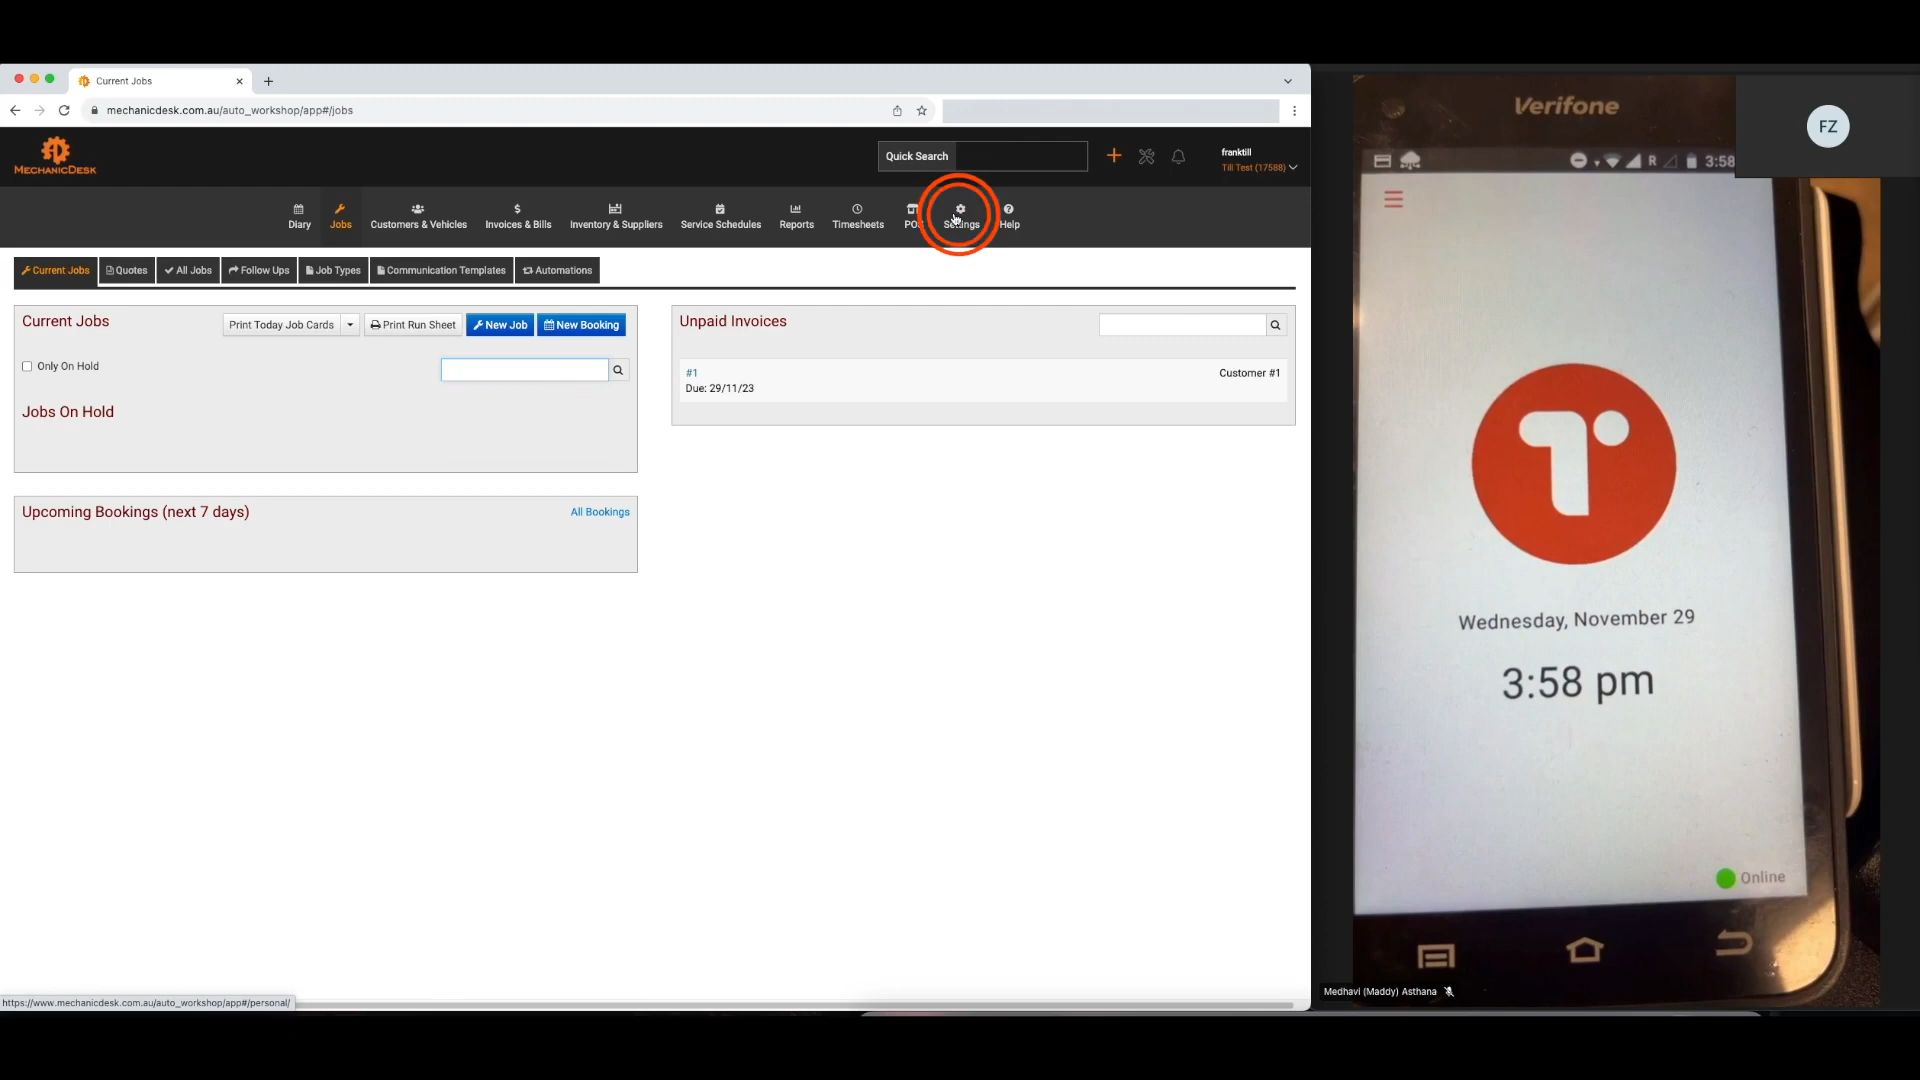 Current Jobs
mechanicdesk.com.au/auto_workshop/app#/jobs
MECHANICDESK
Quick Search
franktill
Till Test (17588)
Diary
Jobs
Customers & Vehicles
Invoices & Bills
Inventory & Suppliers
Service Schedules
Reports
Timesheets
POS
Settings
Help
Current Jobs
Quotes
All Jobs
Follow Ups
Job Types
Communication Templates
Automations
Current Jobs
Print Today Job Cards
Print Run Sheet
New Job
New Booking
Only On Hold
Jobs On Hold
Upcoming Bookings (next 7 days)
All Bookings
Unpaid Invoices
#1
Customer #1
Due: 29/11/23
https://www.mechanicdesk.com.au/auto_workshop/app#/personal/
Verifone
FZ
R
3:58
Wednesday, November 29
3:58 pm
Online
Medhavi (Maddy) Asthana